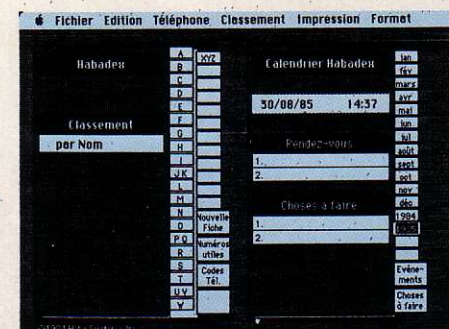 Fichier Edition Téléphone Classement Impression Format
Habadex
Classement
par Nom
A
B
C
D
E
F
G
H
I
JK
L
M
N
O
PQ
R
S
T
UV
XYZ
Nouvelle
Fiche
Numéros
utiles
Codes
Tél.
Calendrier Habadex
30/08/85 14:37
Rendez-vous
1.
2.
Choses à faire
1.
2.
jan
fév
mars
avr
mai
jun
jul
août
sept
oct
nov
déc
1984
1985
Evéne-
ments
Choses
à faire